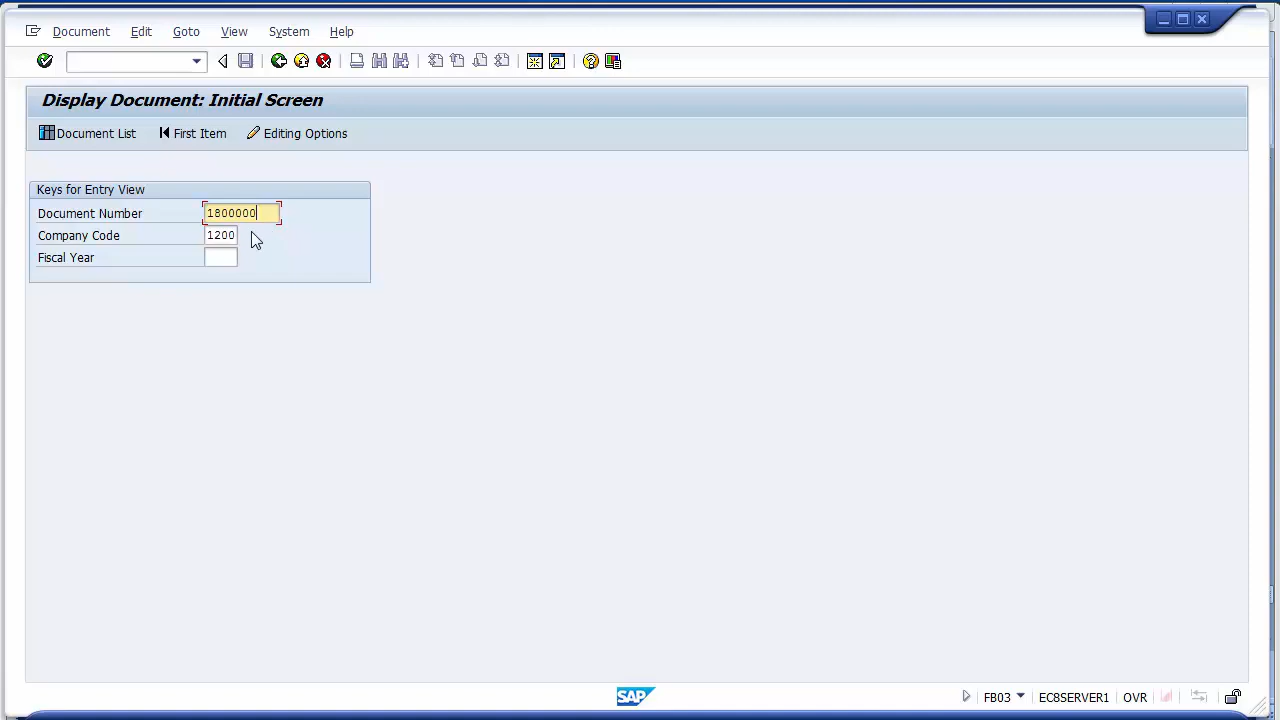 Document Edit Goto View System Help
Display Document: Initial Screen
Document List First Item Editing Options
Keys for Entry View
Document Number 1800000
Company Code 1200
Fiscal Year
SAP FB03 ECGSERVER1 OVR